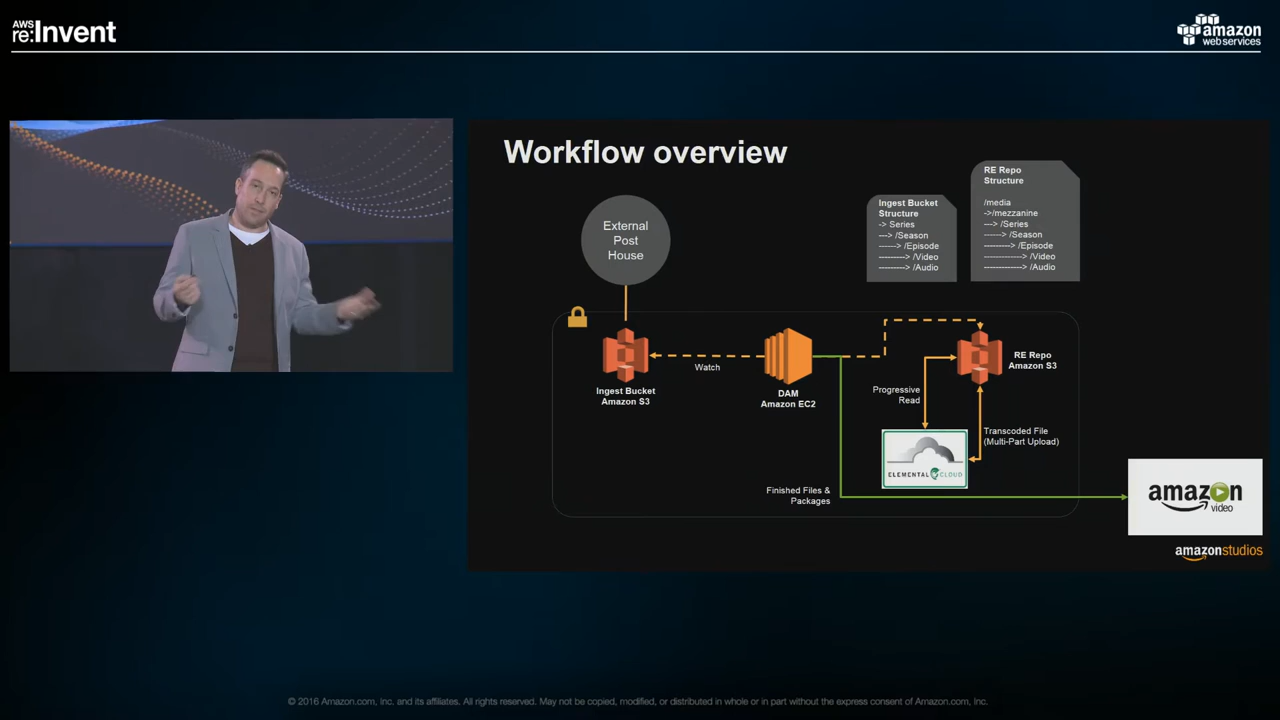 AWS
re:Invent
amazon
web services
Workflow overview
External
Post
House
Ingest Bucket
Structure
-> Series
---> /Season
------> /Episode
---------> /Video
---------> /Audio
RE Repo
Structure
/media
->/mezzanine
---> /Series
------> /Season
---------> /Episode
------------> /Video
------------> /Audio
Ingest Bucket
Amazon S3
Watch
DAM
Amazon EC2
RE Repo
Amazon S3
Progressive
Read
Transcoded File
(Multi-Part Upload)
ELEMENTAL CLOUD
Finished Files &
Packages
amazon
video
amazonstudios
© 2016 Amazon.com, Inc. and its affiliates. All rights reserved. May not be copied, modified, or distributed in whole or in part without the express consent of Amazon.com, Inc.